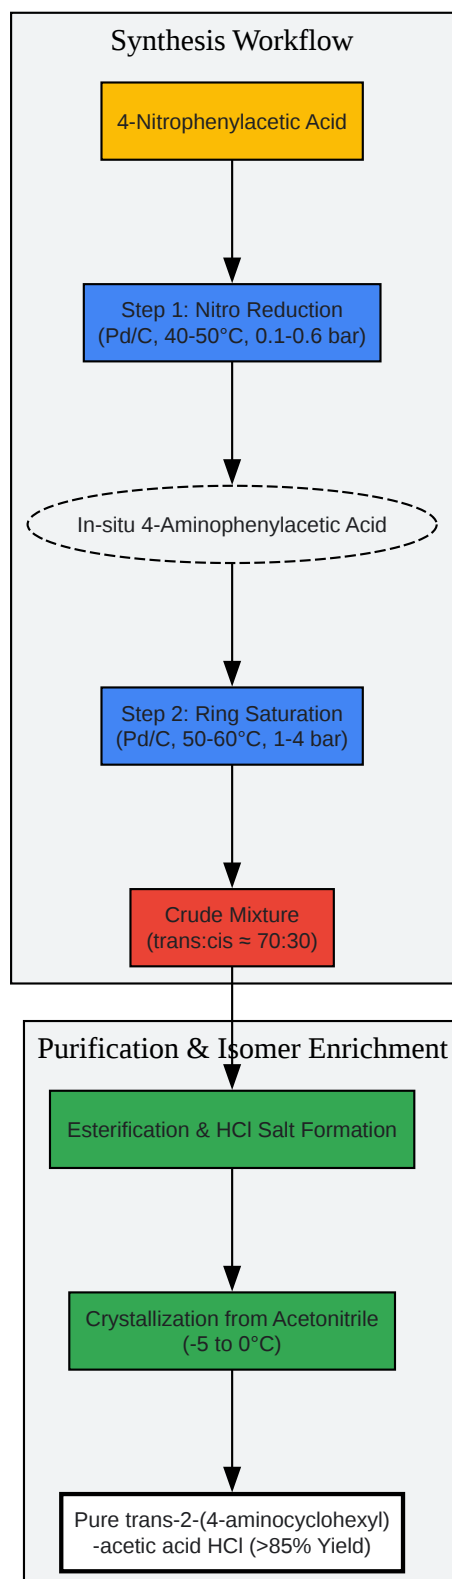 Synthesis Workflow
4-Nitrophenylacetic Acid
Step 1: Nitro Reduction
(Pd/C, 40-50°C, 0.1-0.6 bar)
In-situ 4-Aminophenylacetic Acid
Step 2: Ring Saturation
(Pd/C, 50-60°C, 1-4 bar)
Crude Mixture
(trans:cis ≈ 70:30)
Purification & Isomer Enrichment
Esterification & HCl Salt Formation
Crystallization from Acetonitrile
(-5 to 0°C)
Pure trans-2-(4-aminocyclohexyl)
-acetic acid HCl (>85% Yield)